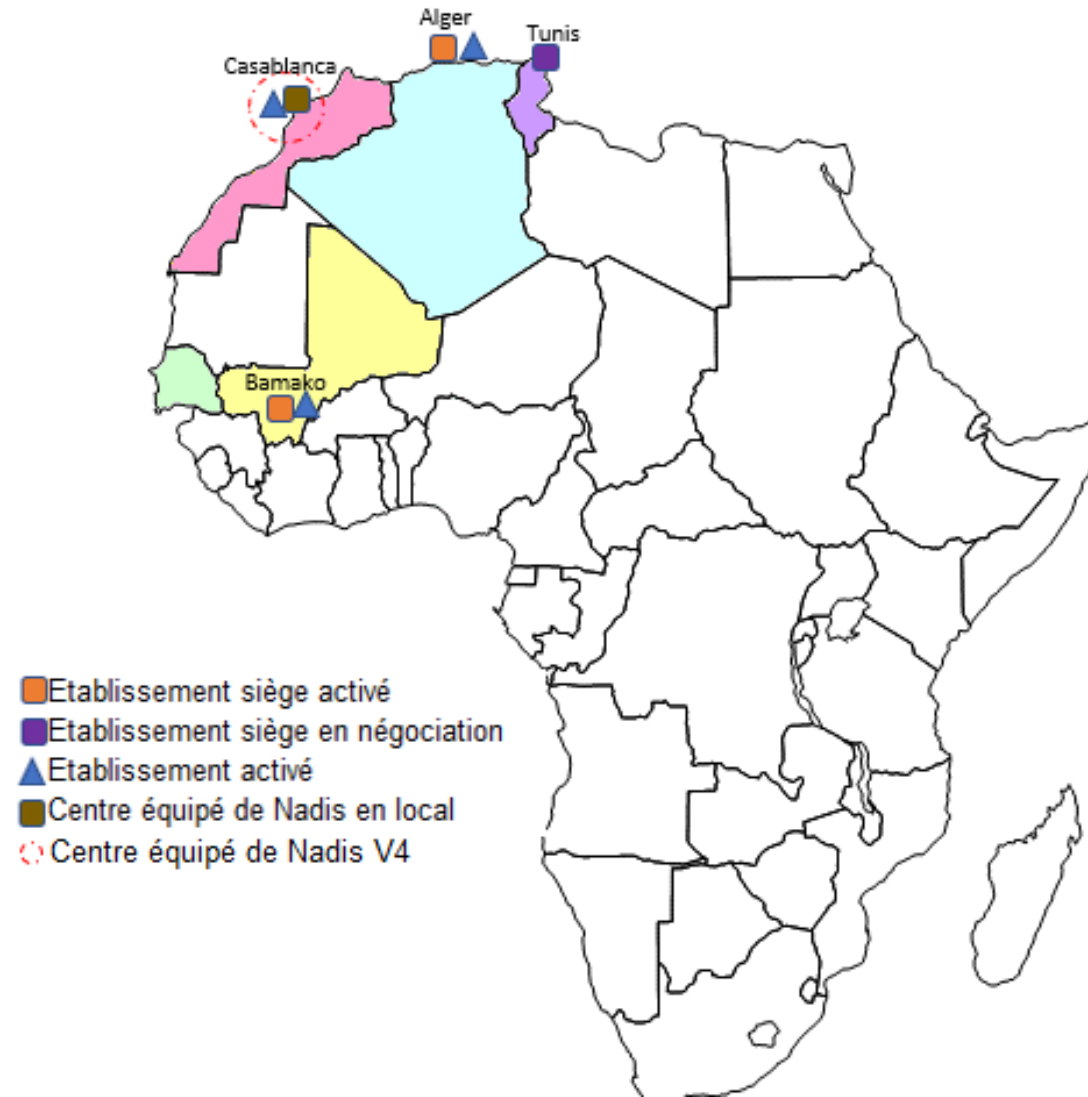 Alger
Tunis
Casablanca
Bamako
Etablissement siège activé
Etablissement siège en négociation
Etablissement activé
Centre équipé de Nadis en local
Centre équipé de Nadis V4